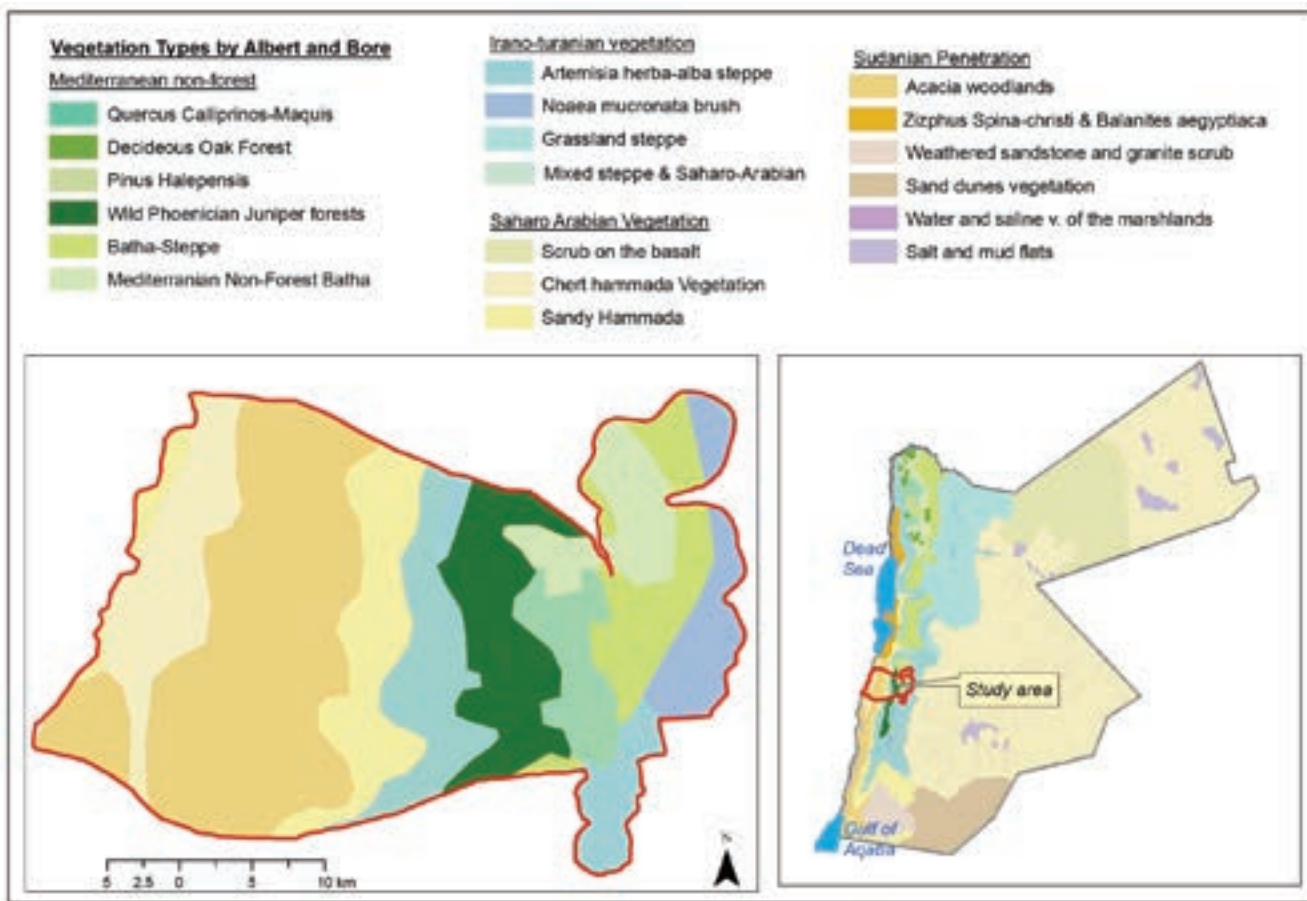 Vegetation Types by Albert and Bore
Mediterranean non-forest
Quercus Calliprinos-Maquis
Decideous Oak Forest
Pinus Halepensis
Wild Phoenician Juniper forests
Batha-Steppe
Mediterranian Non-Forest Batha
Irano-turanian vegetation
Artemisia herba-alba steppe
Noaea mucronata brush
Grassland steppe
Mixed steppe & Saharo-Arabian
Saharo Arabian Vegetation
Scrub on the basalt
Chert hammada Vegetation
Sandy Hammada
Sudanian Penetration
Acacia woodlands
Zizphus Spina-christi & Balanites aegyptiaca
Weathered sandstone and granite scrub
Sand dunes vegetation
Water and saline v. of the marshlands
Salt and mud flats
5 2.5 0 5 10 km
N
Dead
Sea
Study area
Gulf of
Aqaba